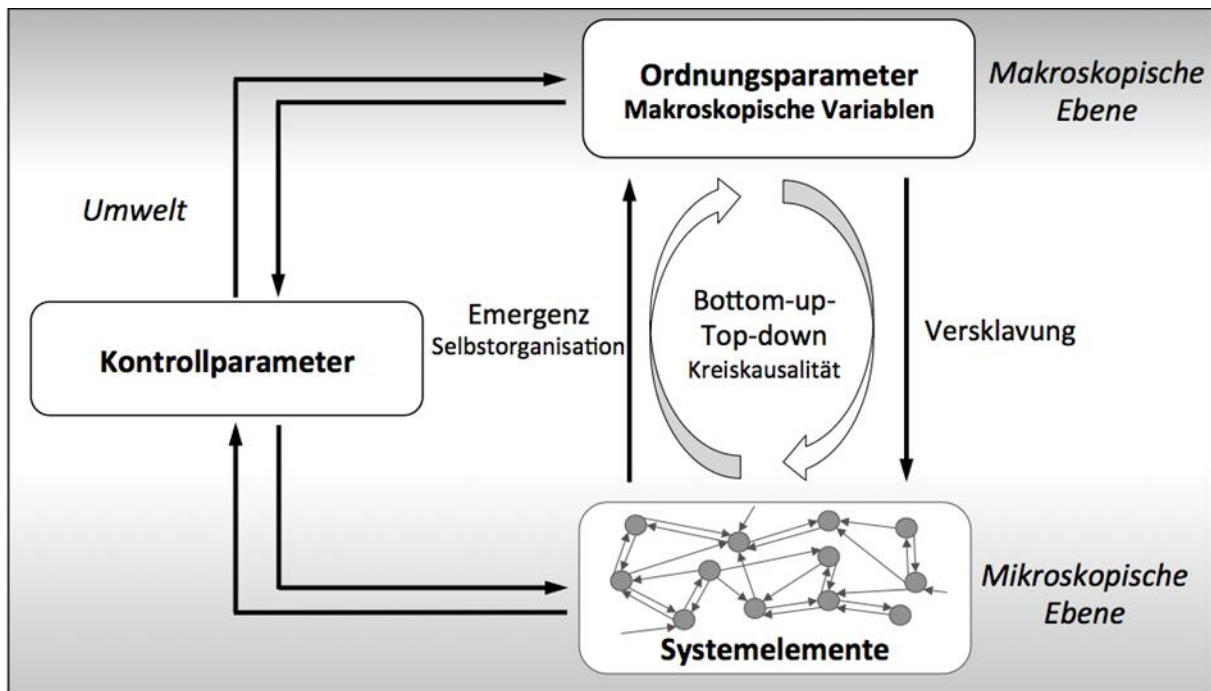 Ordnungsparameter
Makroskopische Variablen
Makroskopische
Ebene
Umwelt
Kontrollparameter
Emergenz
Selbstorganisation
Bottom-up-
Top-down
Kreiskausalität
Versklavung
Systemelemente
Mikroskopische
Ebene